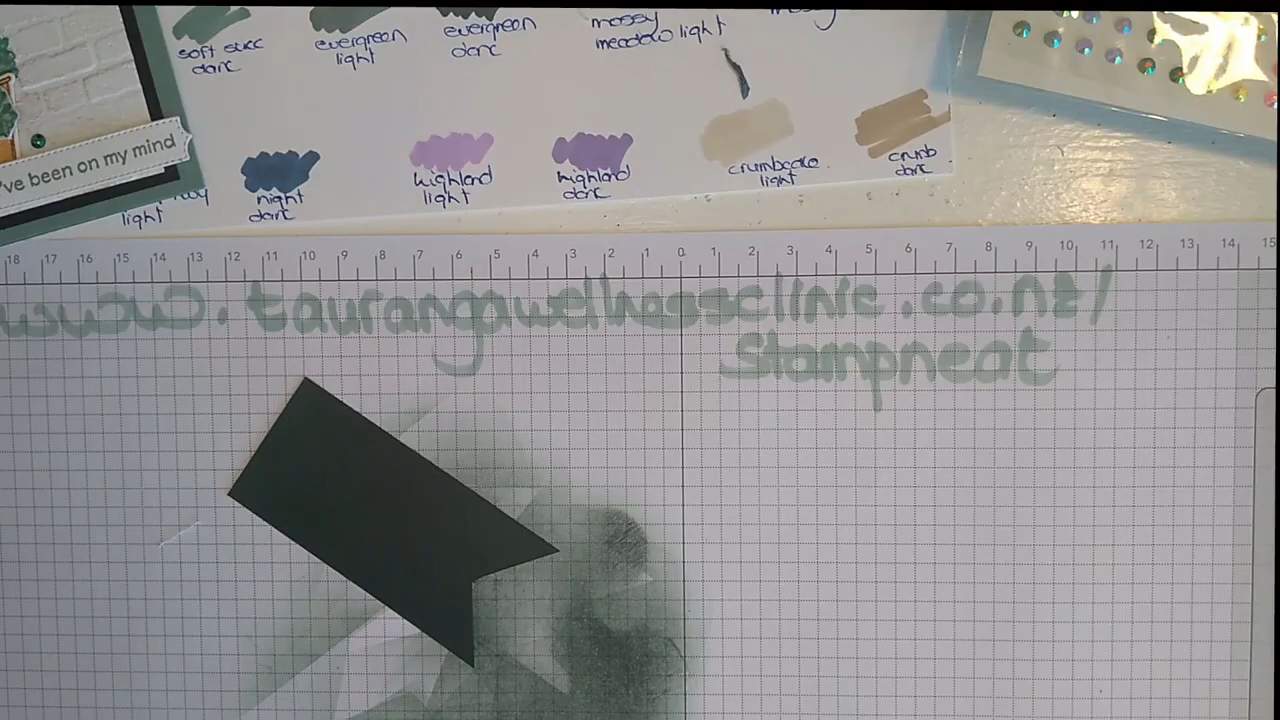 soft succ
dark
evergreen
light
evergreen
dark
mossy
meadow light
mossy
've been on my mind
light
night
dark
highland
light
highland
dark
crumbcake
light
crumb
dark
18 17 16 15 14 13 12 11 10 9 8 7 6 5 4 3 2 1 0 1 2 3 4 5 6 7 8 9 10 11 12 13 14 15
www.taurangawellnessclinic.co.nz/
Stampneat